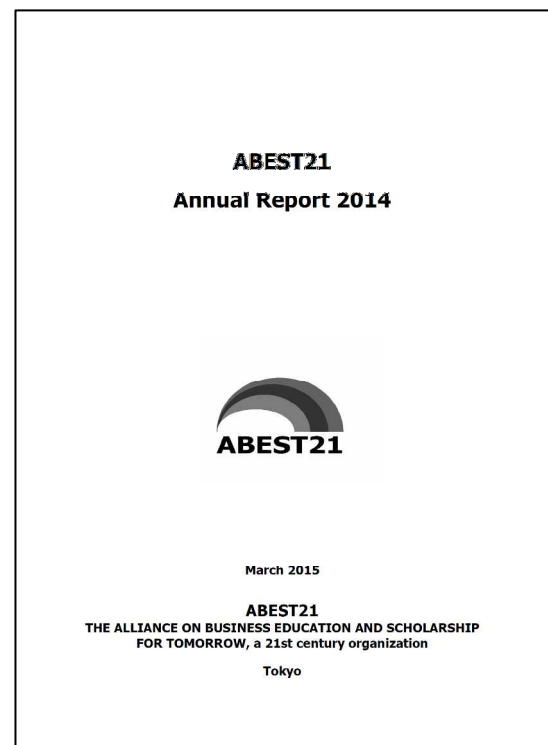 ABEST21
Annual Report 2014
ABEST21
March 2015
ABEST21
THE ALLIANCE ON BUSINESS EDUCATION AND SCHOLARSHIP
FOR TOMORROW, a 21st century organization
Tokyo